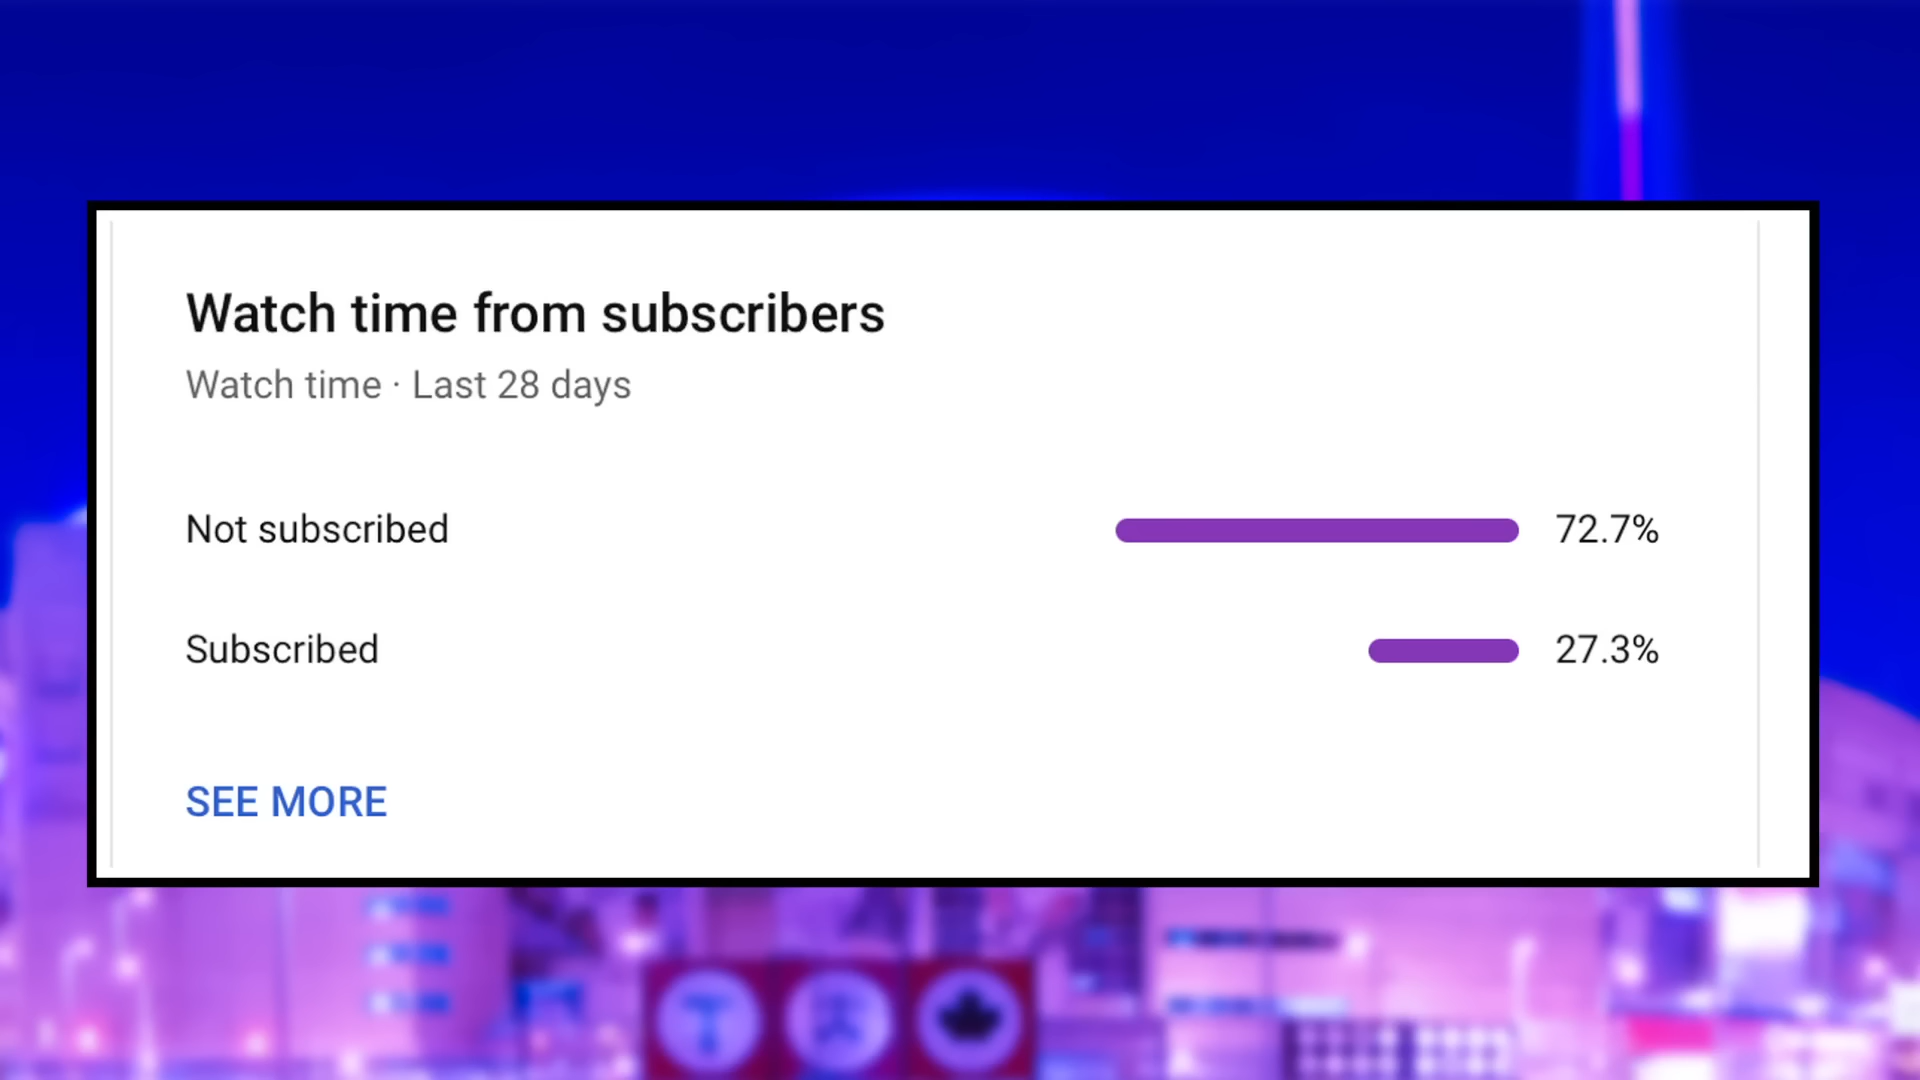 Watch time from subscribers
Watch time · Last 28 days
Not subscribed 72.7%
Subscribed 27.3%
SEE MORE